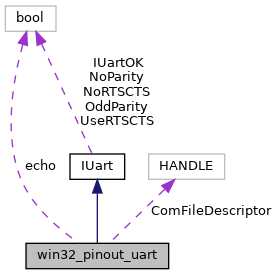 bool
IUartOK
NoParity
NoRTSCTS
OddParity
UseRTSCTS
echo
IUart
HANDLE
ComFileDescriptor
win32_pinout_uart